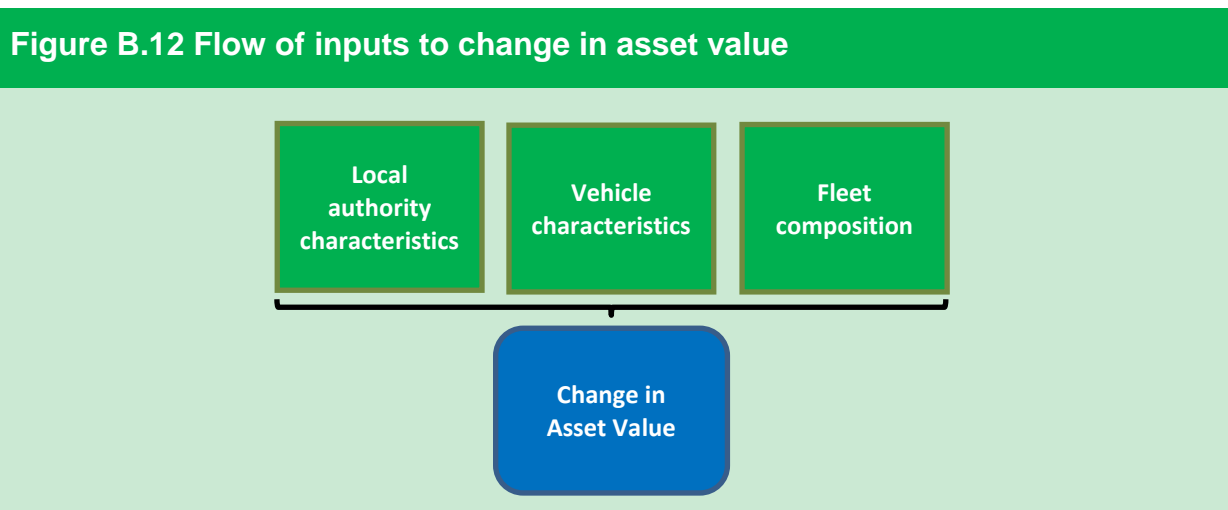 Figure B.12 Flow of inputs to change in asset value
Local
authority
characteristics
Vehicle
characteristics
Fleet
composition
Change in
Asset Value